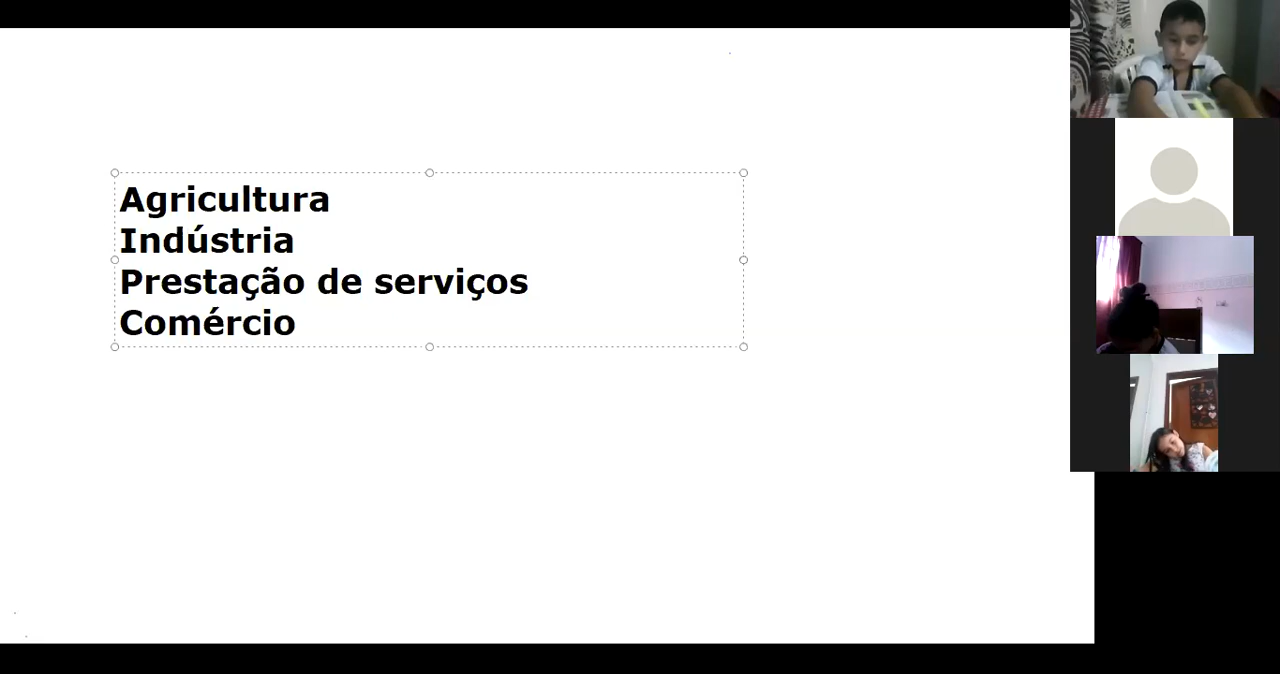 Agricultura
Indústria
Prestação de serviços
Comércio